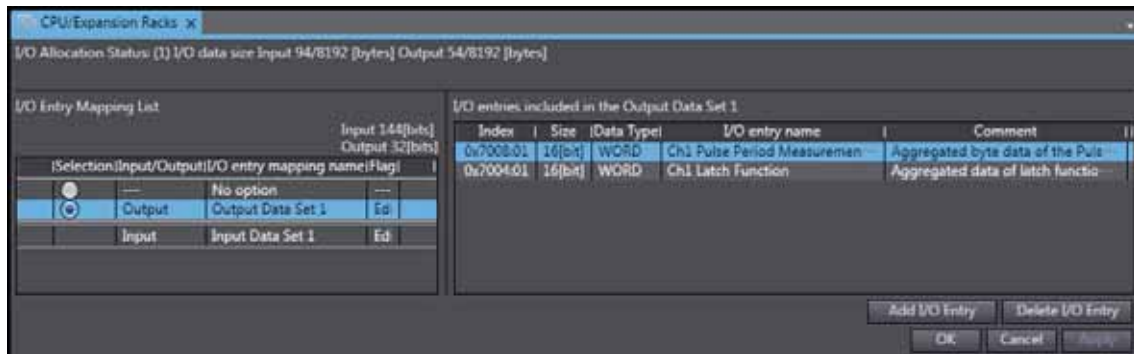 CPU/Expansion Racks x
I/O Allocation Status: (1) I/O data size Input 94/8192 [bytes] Output 54/8192 [bytes]
I/O Entry Mapping List
Input 144[bits]
Output 32[bits]
|Selection|Input/Output|I/O entry mapping name|Flag|
---- No option ----
Output Output Data Set 1 Ed
Input Input Data Set 1 Ed
I/O entries included in the Output Data Set 1
Index | Size |Data Type| I/O entry name | Comment
0x7008:01 16[bit] WORD Ch1 Pulse Period Measuremen··· Aggregated byte data of the Puls···
0x7004:01 16[bit] WORD Ch1 Latch Function Aggregated data of latch functio···
Add I/O Entry Delete I/O Entry
OK Cancel Apply